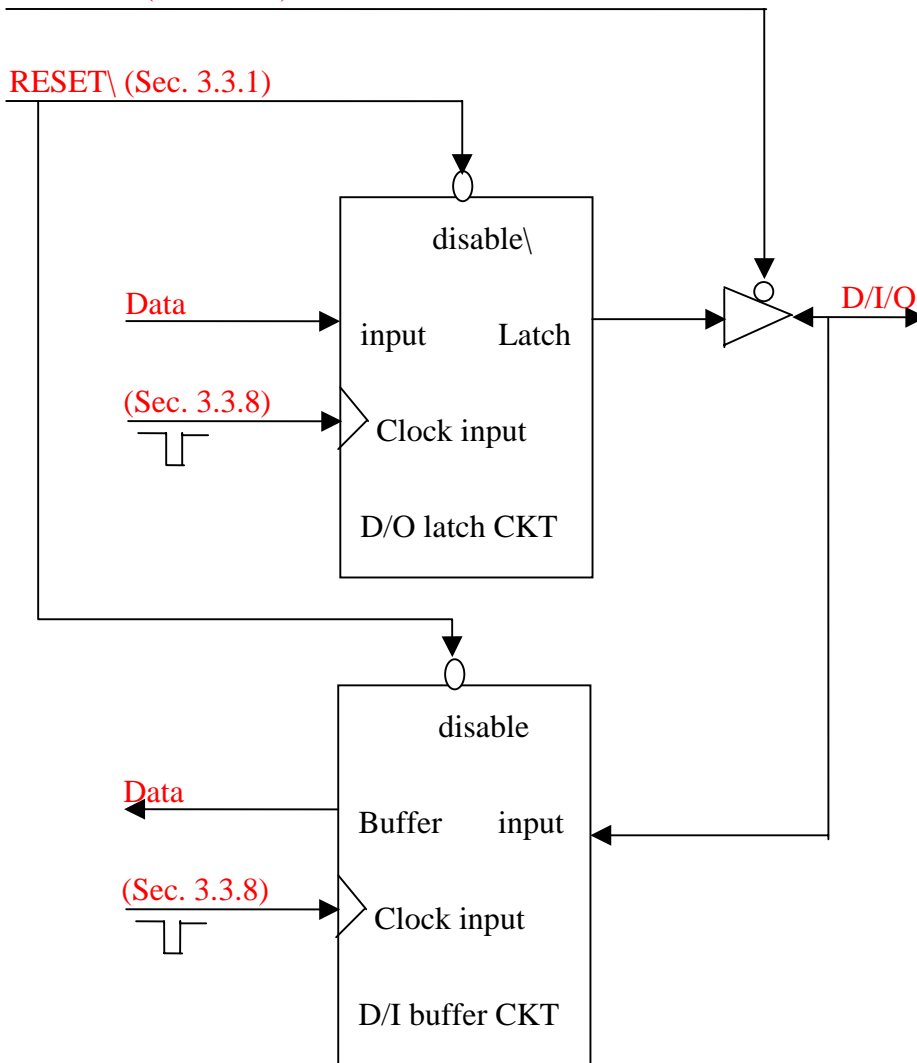 RESET\ (Sec. 3.3.1)
disable\
Data
D/I/O
input Latch
(Sec. 3.3.8)
Clock input
D/O latch CKT
disable
Data
Buffer input
(Sec. 3.3.8)
Clock input
D/I buffer CKT